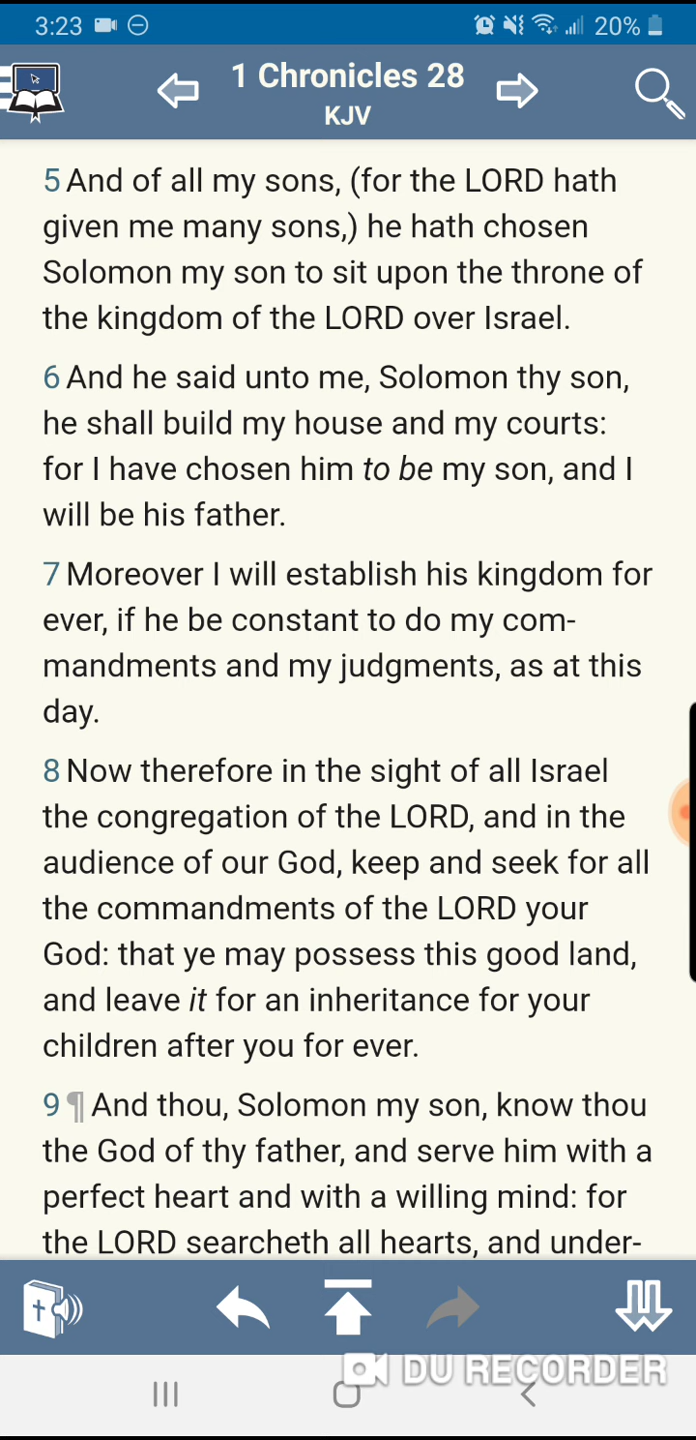 3:23 20%
1 Chronicles 28
KJV
5 And of all my sons, (for the LORD hath
given me many sons,) he hath chosen
Solomon my son to sit upon the throne of
the kingdom of the LORD over Israel.
6 And he said unto me, Solomon thy son,
he shall build my house and my courts:
for I have chosen him to be my son, and I
will be his father.
7 Moreover I will establish his kingdom for
ever, if he be constant to do my com-
mandments and my judgments, as at this
day.
8 Now therefore in the sight of all Israel
the congregation of the LORD, and in the
audience of our God, keep and seek for all
the commandments of the LORD your
God: that ye may possess this good land,
and leave it for an inheritance for your
children after you for ever.
9 ¶ And thou, Solomon my son, know thou
the God of thy father, and serve him with a
perfect heart and with a willing mind: for
the LORD searcheth all hearts, and under-
DU RECORDER